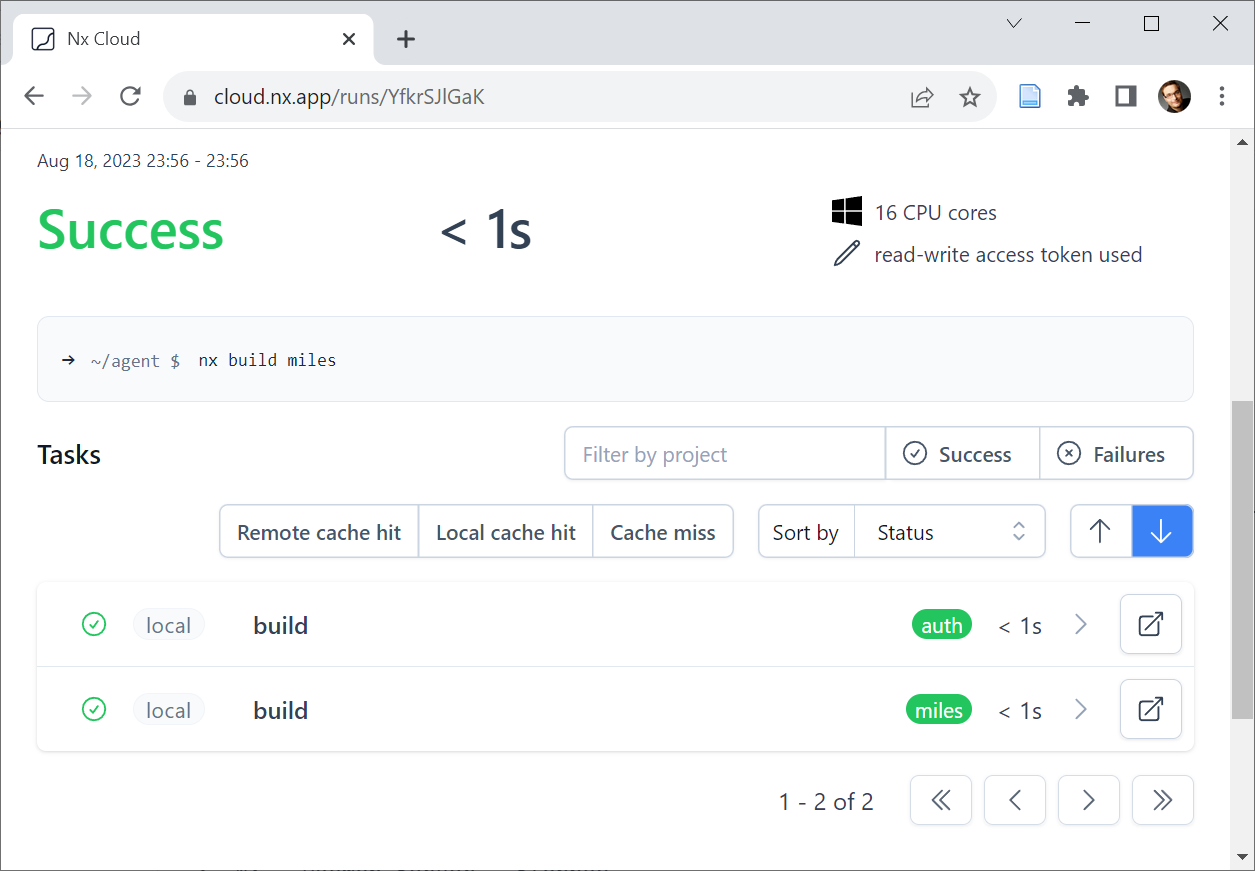 Nx Cloud
cloud.nx.app/runs/YfkrSJlGaK
Aug 18, 2023 23:56 - 23:56
Success
< 1s
16 CPU cores
read-write access token used
~/agent $ nx build miles
Tasks
Filter by project
Success
Failures
Remote cache hit
Local cache hit
Cache miss
Sort by
Status
local build auth < 1s
local build miles < 1s
1 - 2 of 2